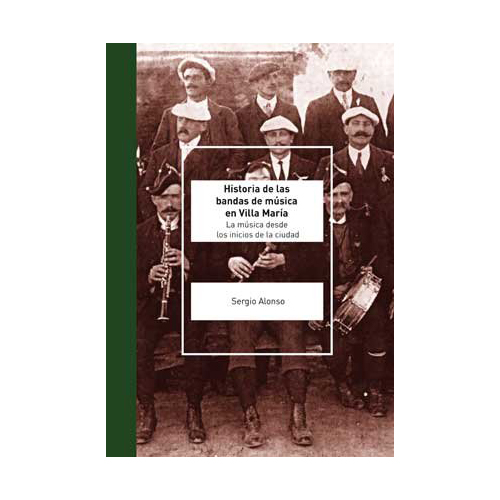 Historia de las
bandas de música
en Villa María
La música desde
los inicios de la ciudad
Sergio Alonso